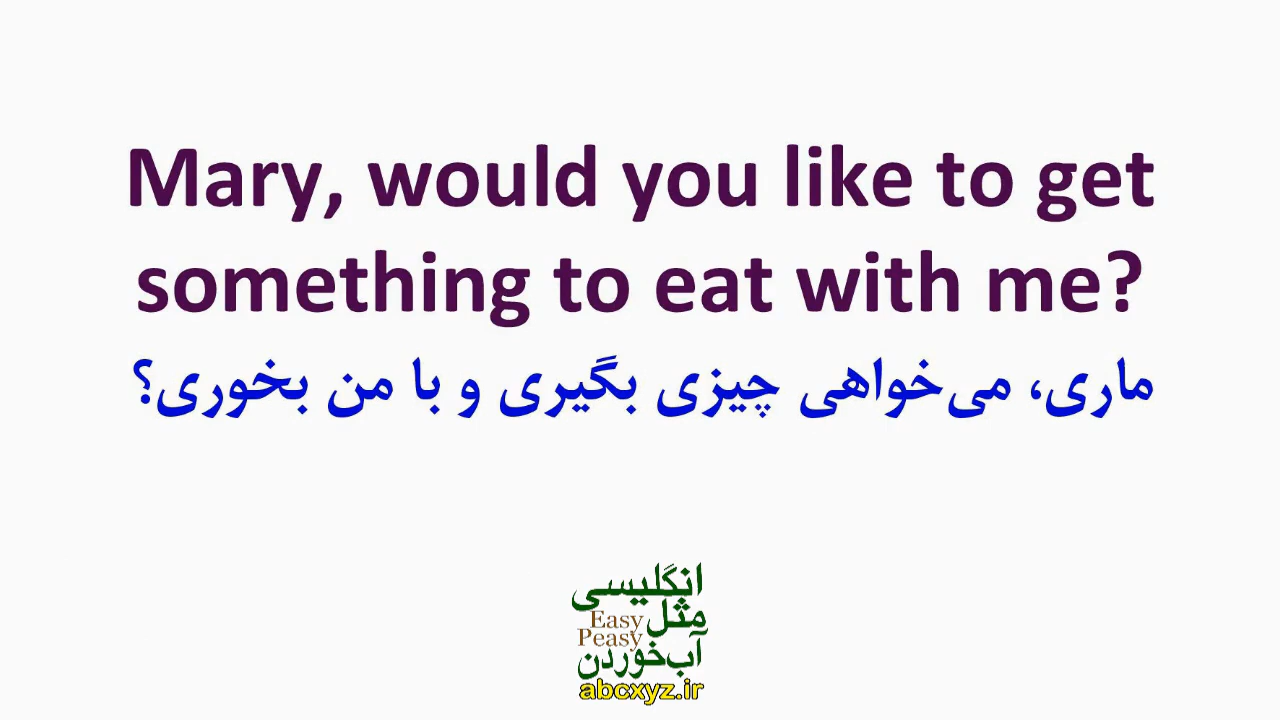 Mary, would you like to get
something to eat with me?
ماری، می‌خواهی چیزی بگیری و با من بخوری؟
انگلیسی
مثل
Easy
Peasy
آب‌خوردن
abcxyz.ir